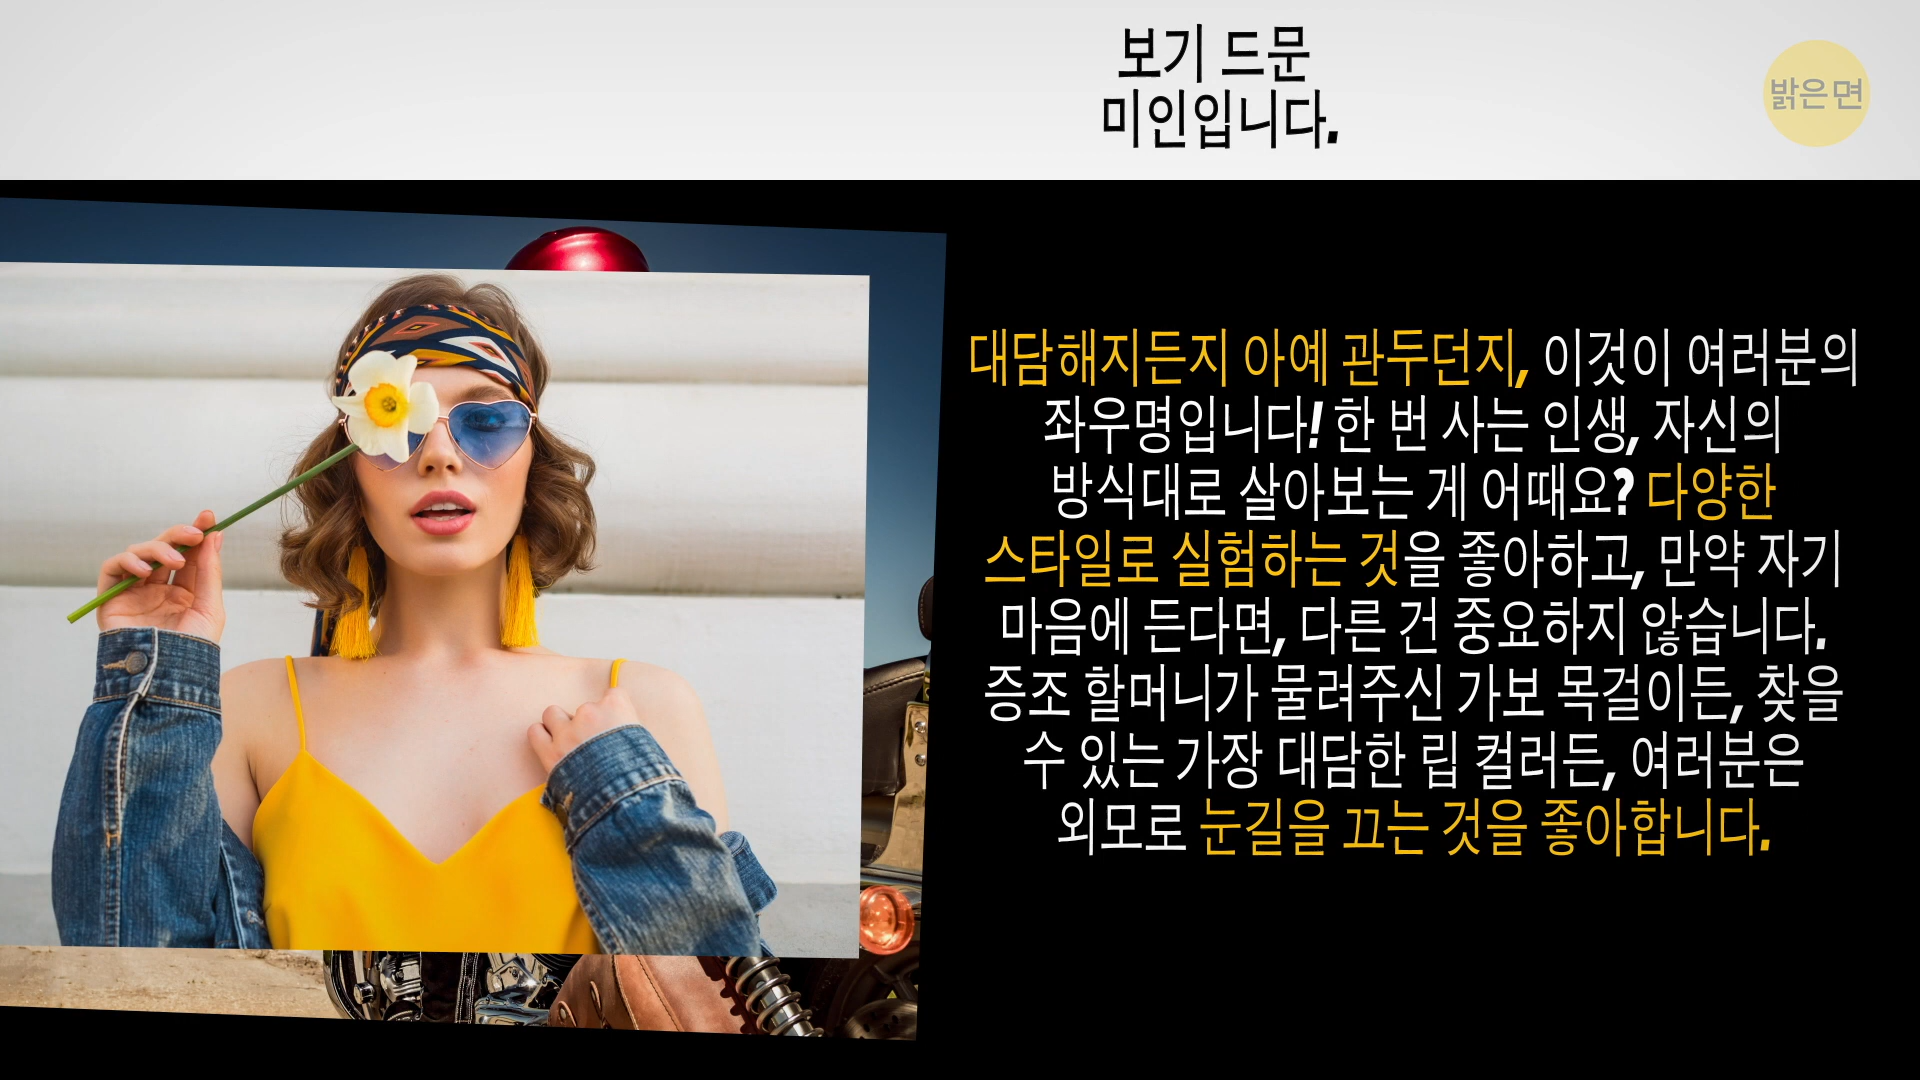 보기 드문
미인입니다.
밝은면
대담해지든지 아예 관두던지, 이것이 여러분의
좌우명입니다! 한 번 사는 인생, 자신의
방식대로 살아보는 게 어때요? 다양한
스타일로 실험하는 것을 좋아하고, 만약 자기
마음에 든다면, 다른 건 중요하지 않습니다.
증조 할머니가 물려주신 가보 목걸이든, 찾을
수 있는 가장 대담한 립 컬러든, 여러분은
외모로 눈길을 끄는 것을 좋아합니다.